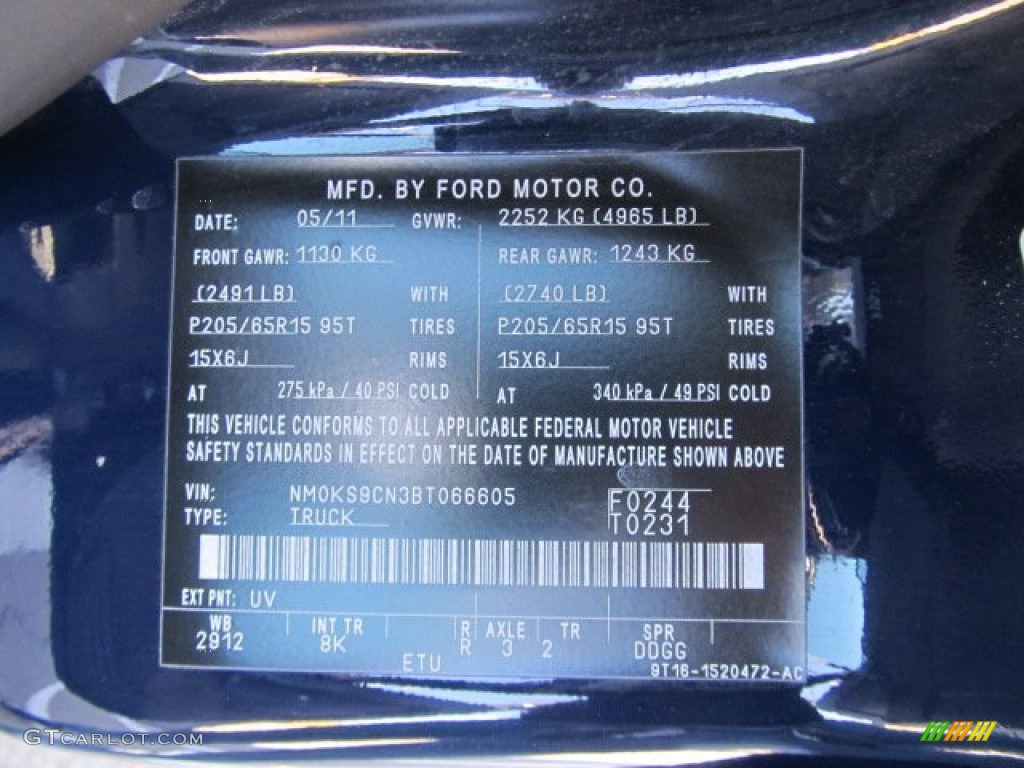 MFD. BY FORD MOTOR CO.
DATE: 05/11 GVWR: 2252 KG (4965 LB)
FRONT GAWR: 1130 KG REAR GAWR: 1243 KG
(2491 LB) WITH (2740 LB) WITH
P205/65R15 95T TIRES P205/65R15 95T TIRES
15X6J RIMS 15X6J RIMS
AT 275 kPa / 40 PSI COLD AT 340 kPa / 49 PSI COLD
THIS VEHICLE CONFORMS TO ALL APPLICABLE FEDERAL MOTOR VEHICLE
SAFETY STANDARDS IN EFFECT ON THE DATE OF MANUFACTURE SHOWN ABOVE
VIN: NM0KS9CN3BT066605 F0244
TYPE: TRUCK T0231
EXT PNT: UV
WB INT TR R AXLE TR SPR
2912 8K R 3 2 DDGG
ETU 9T16-1520472-AC
GTCARLOT.COM